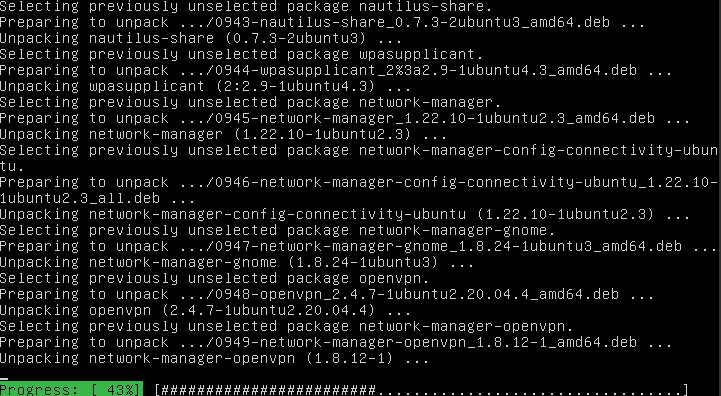 Selecting previously unselected package nautilus-share.
Preparing to unpack .../0943-nautilus-share_0.7.3-2ubuntu3_amd64.deb ...
Unpacking nautilus-share (0.7.3-2ubuntu3) ...
Selecting previously unselected package wpasupplicant.
Preparing to unpack .../0944-wpasupplicant_2%3a2.9-1ubuntu4.3_amd64.deb ...
Unpacking wpasupplicant (2:2.9-1ubuntu4.3) ...
Selecting previously unselected package network-manager.
Preparing to unpack .../0945-network-manager_1.22.10-1ubuntu2.3_amd64.deb ...
Unpacking network-manager (1.22.10-1ubuntu2.3) ...
Selecting previously unselected package network-manager-config-connectivity-ubun
tu.
Preparing to unpack .../0946-network-manager-config-connectivity-ubuntu_1.22.10-
1ubuntu2.3_all.deb ...
Unpacking network-manager-config-connectivity-ubuntu (1.22.10-1ubuntu2.3) ...
Selecting previously unselected package network-manager-gnome.
Preparing to unpack .../0947-network-manager-gnome_1.8.24-1ubuntu3_amd64.deb ...
Unpacking network-manager-gnome (1.8.24-1ubuntu3) ...
Selecting previously unselected package openvpn.
Preparing to unpack .../0948-openvpn_2.4.7-1ubuntu2.20.04.4_amd64.deb ...
Unpacking openvpn (2.4.7-1ubuntu2.20.04.4) ...
Selecting previously unselected package network-manager-openvpn.
Preparing to unpack .../0949-network-manager-openvpn_1.8.12-1_amd64.deb ...
Unpacking network-manager-openvpn (1.8.12-1) ...
Progress: [ 43%] [########################..................................]